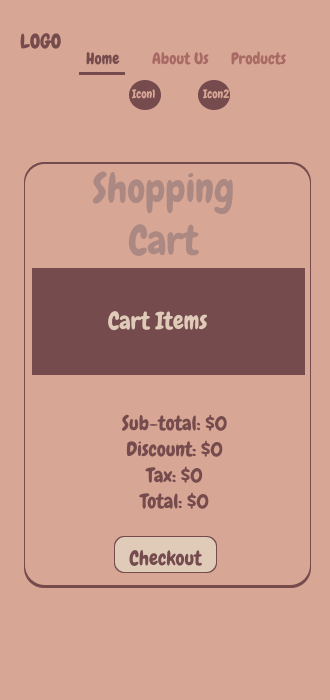 LOGO
Home About Us Products
Icon1 Icon2
Shopping
Cart
Cart Items
Sub-total: $0
Discount: $0
Tax: $0
Total: $0
Checkout